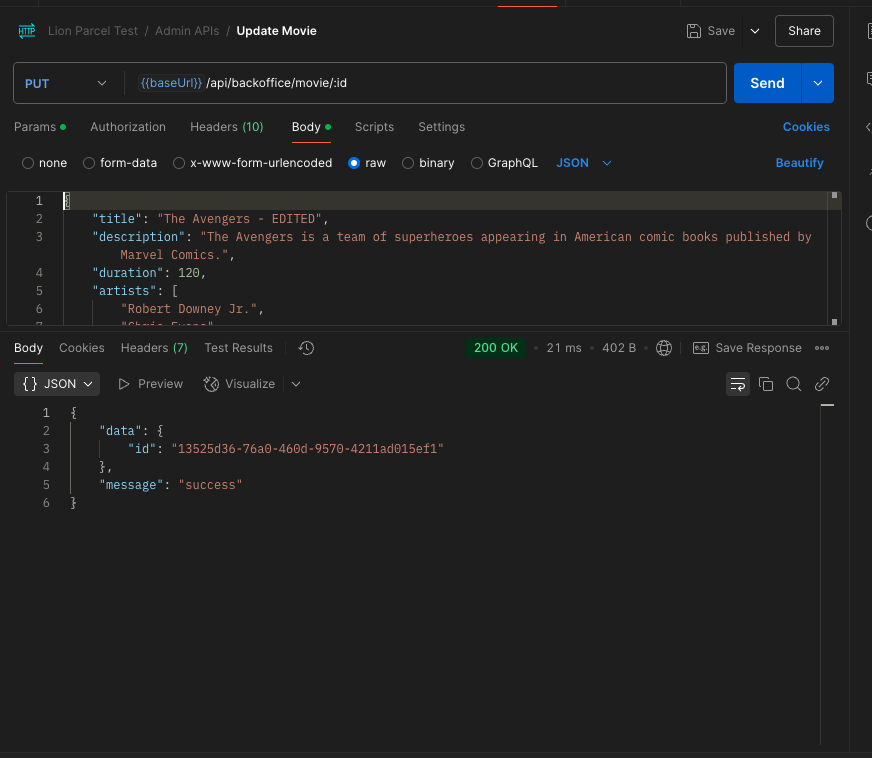 HTTP Lion Parcel Test / Admin APIs / Update Movie Save Share
PUT {{baseUrl}} /api/backoffice/movie/:id Send
Params Authorization Headers (10) Body Scripts Settings Cookies
none form-data x-www-form-urlencoded raw binary GraphQL JSON Beautify
1 {
2 "title": "The Avengers - EDITED",
3 "description": "The Avengers is a team of superheroes appearing in American comic books published by
Marvel Comics.",
4 "duration": 120,
5 "artists": [
6 "Robert Downey Jr.",
7 "Chris Evans",
Body Cookies Headers (7) Test Results 200 OK 21 ms 402 B e.g. Save Response
{} JSON Preview Visualize
1 {
2 "data": {
3 "id": "13525d36-76a0-460d-9570-4211ad015ef1"
4 },
5 "message": "success"
6 }